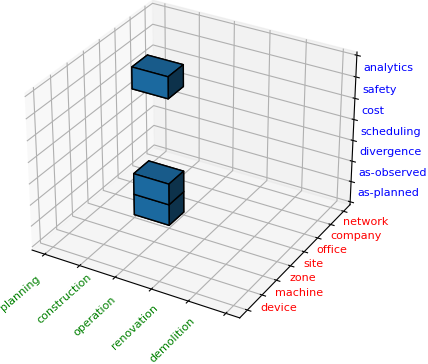 analytics
safety
cost
scheduling
divergence
as-observed
as-planned
network
company
office
site
zone
machine
device
planning
construction
operation
renovation
demolition